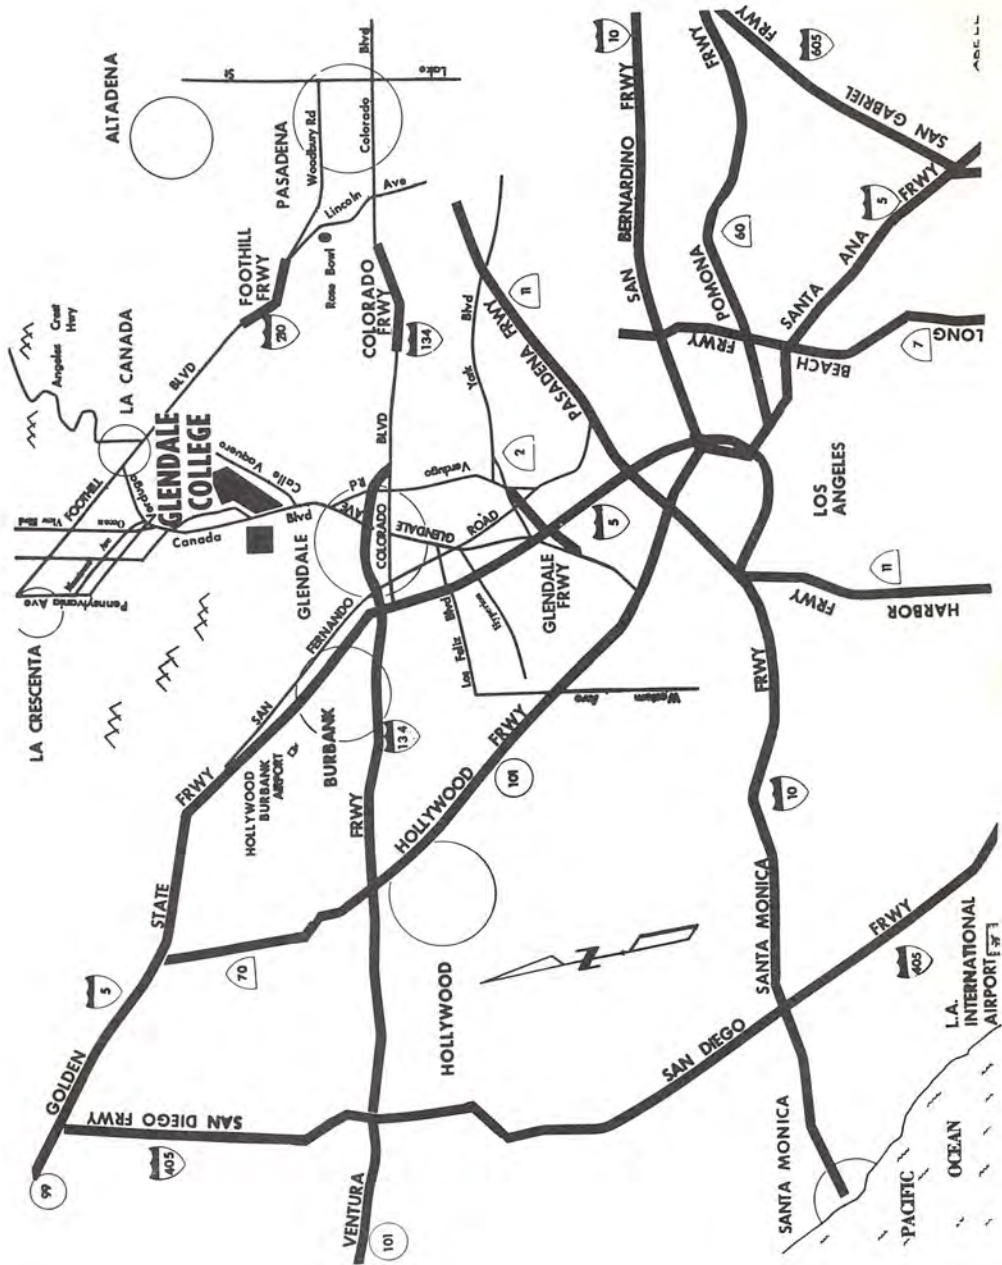 ALTADENA
Lake
St
PASADENA
Woodbury Rd
Colorado
Blvd
Lincoln
Ave
Rose Bowl
FOOTHILL
FRWY
210
COLORADO
FRWY
134
Angeles Crest
Hwy
LA CANADA
BLVD
FOOTHILL
GLENDALE
COLLEGE
Calle Vaquero
Verdugo
Ocean
View Blvd
Montrose Ave
Pennsylvania Ave
LA CRESCENTA
Canada
Blvd
GLENDALE
Rd
AVE
COLORADO
BLVD
Verdugo
York
Blvd
2
PASADENA FRWY
11
GLENDALE
ROAD
5
GLENDALE
FRWY
Los Feliz
Blvd
Hyperion
Western
Ave
SAN
FERNANDO
HOLLYWOOD
BURBANK
AIRPORT
BURBANK
134
FRWY
HOLLYWOOD
FRWY
101
GOLDEN
STATE
FRWY
5
99
70
SAN DIEGO FRWY
405
VENTURA
101
HOLLYWOOD
N
SAN
BERNARDINO
FRWY
10
POMONA
FRWY
60
SAN GABRIEL
FRWY
605
SANTA
ANA
FRWY
5
LONG
BEACH
FRWY
7
LOS
ANGELES
HARBOR
FRWY
11
SANTA MONICA
FRWY
10
SAN DIEGO
FRWY
405
SANTA MONICA
L.A.
INTERNATIONAL
AIRPORT
PACIFIC
OCEAN